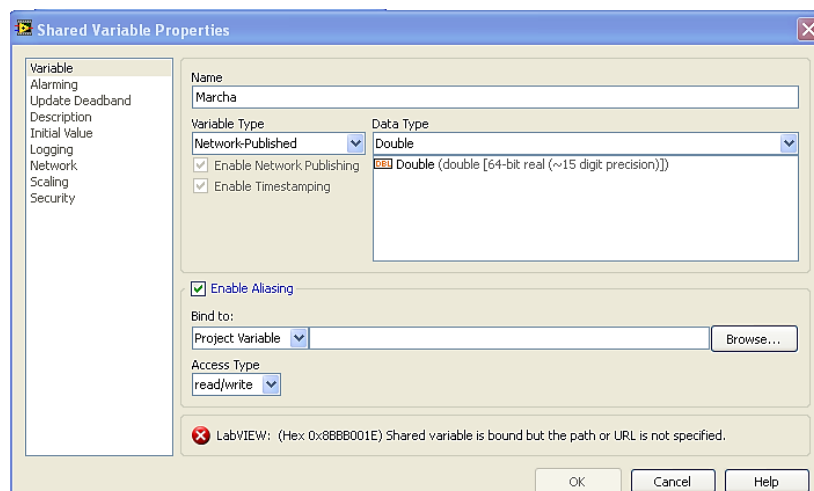 Shared Variable Properties
Variable
Alarming
Update Deadband
Description
Initial Value
Logging
Network
Scaling
Security
Name
Marcha
Variable Type
Data Type
Network-Published
Double
Enable Network Publishing
DBL Double (double [64-bit real (~15 digit precision)])
Enable Timestamping
Enable Aliasing
Bind to:
Project Variable
Browse...
Access Type
read/write
LabVIEW: (Hex 0x8BBB001E) Shared variable is bound but the path or URL is not specified.
OK
Cancel
Help